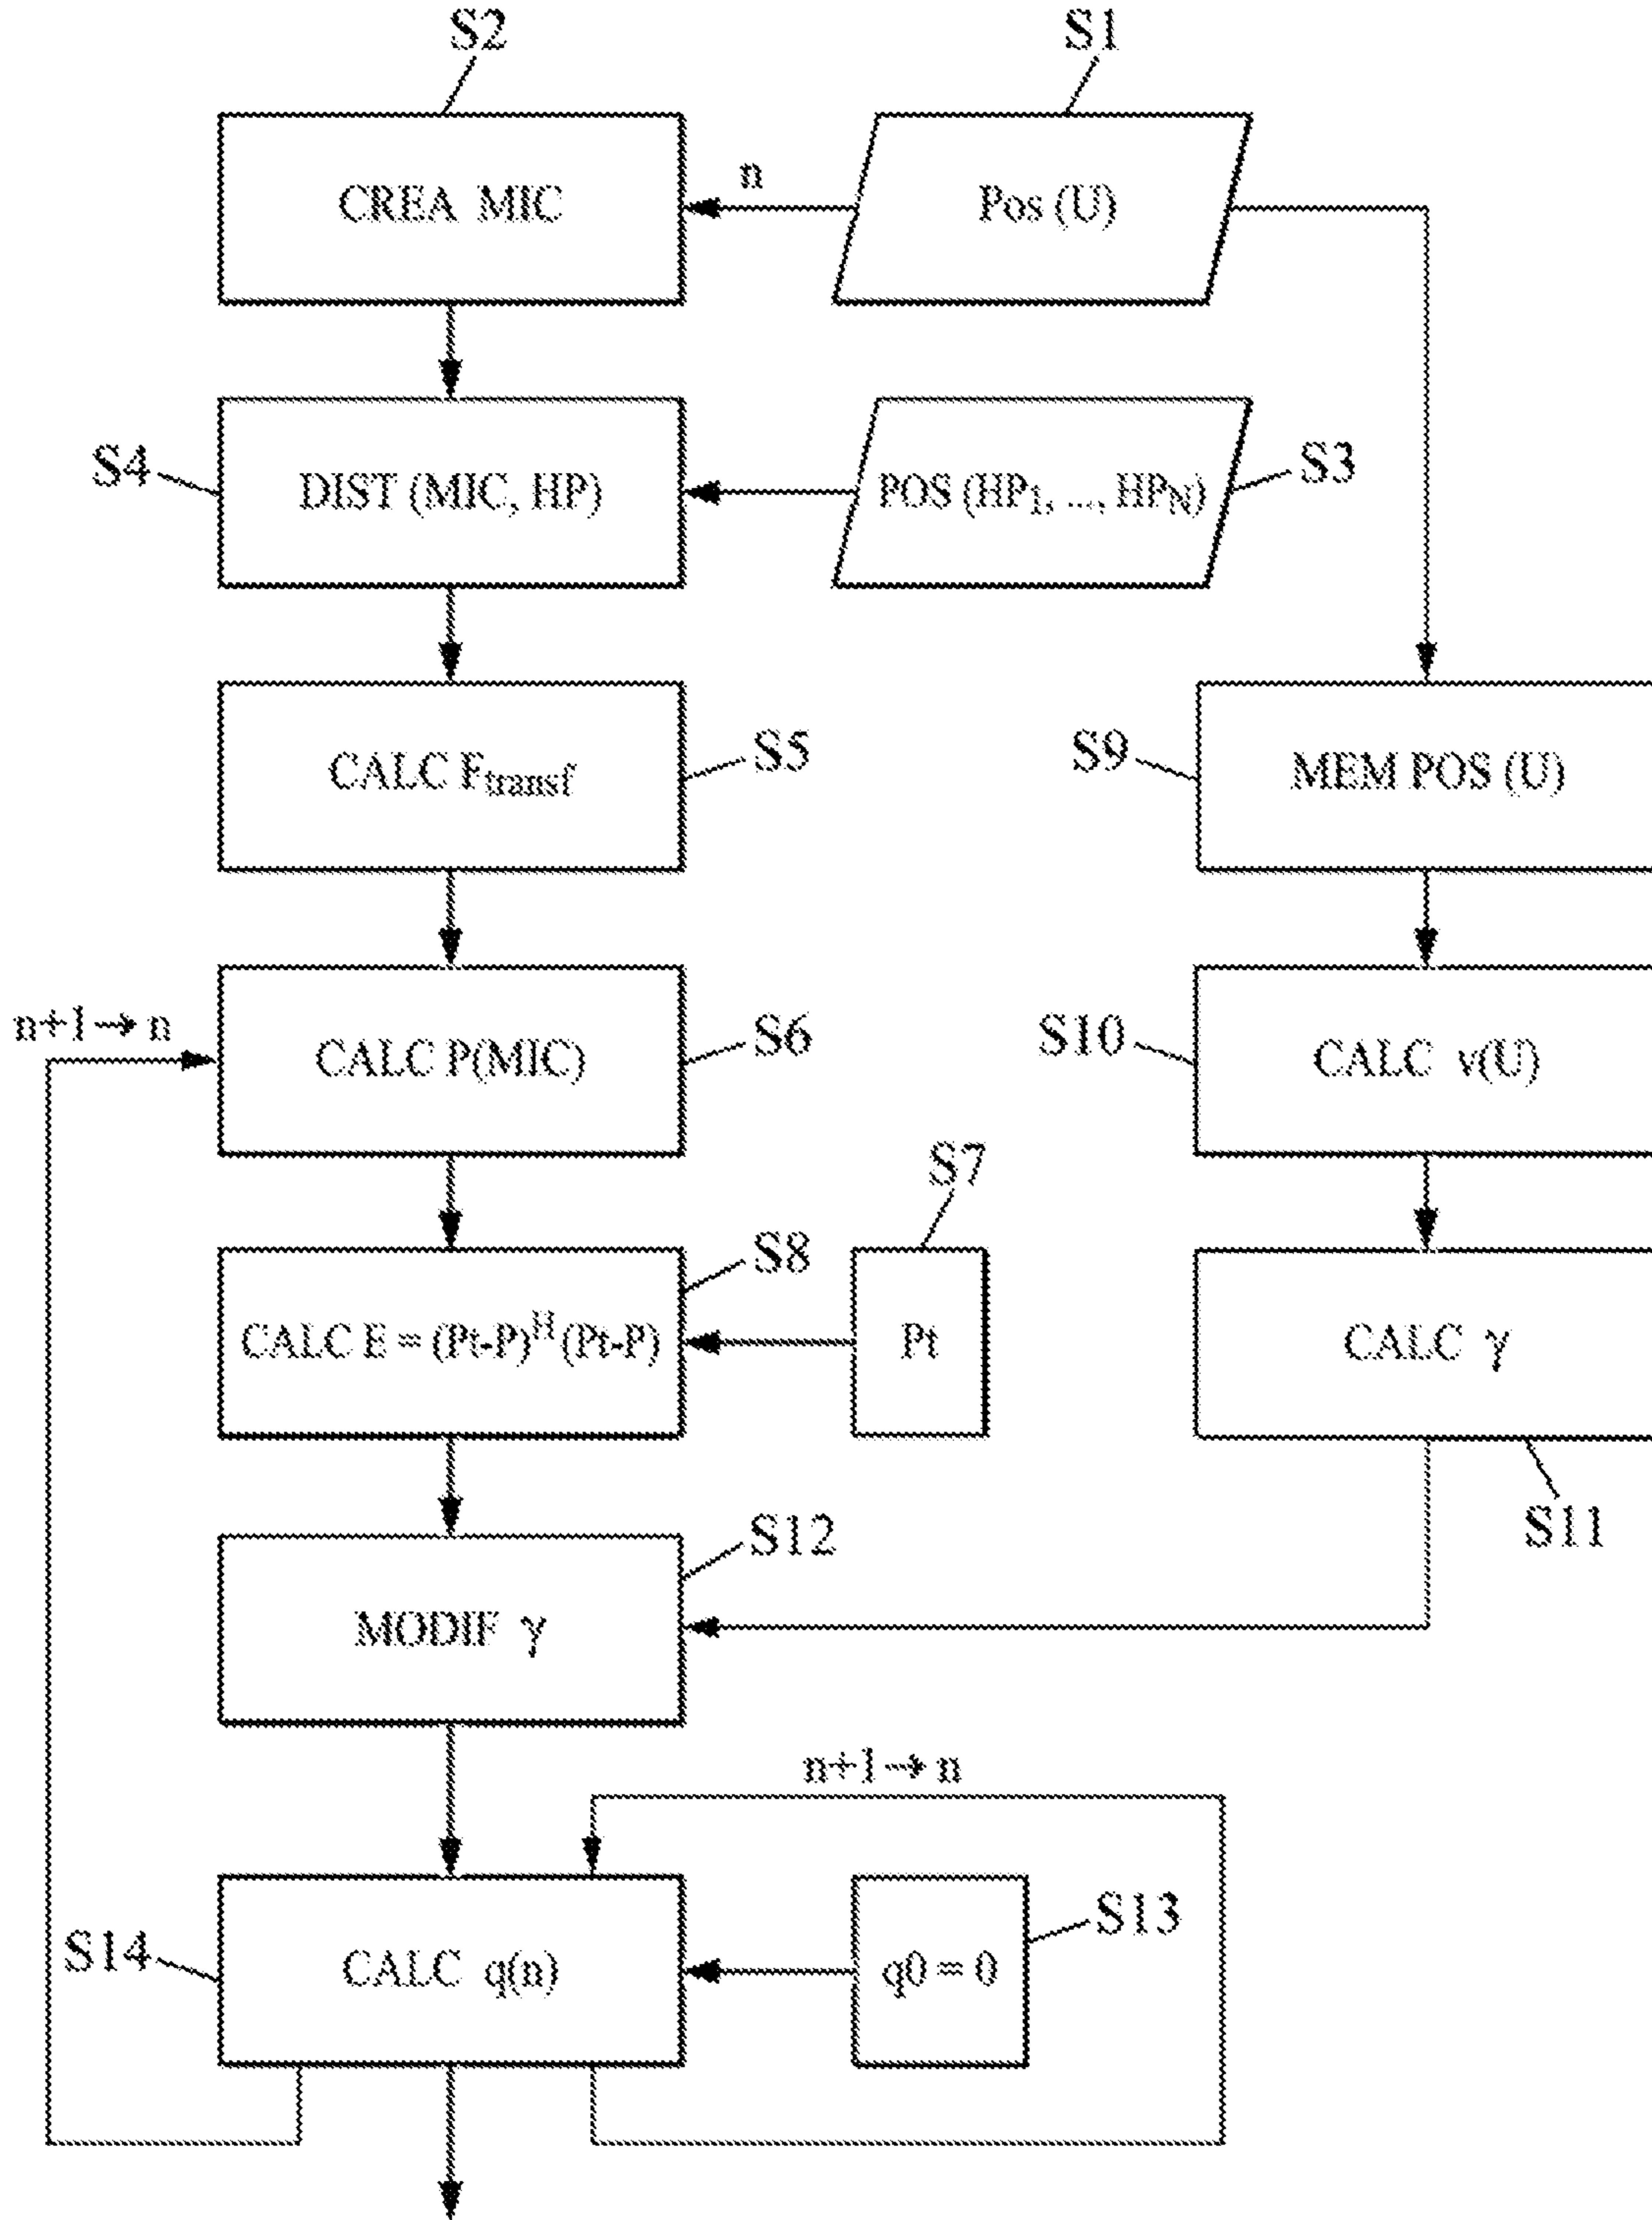 S2
S1
CREA MIC
n
Pos (U)
S4
DIST (MIC, HP)
POS (HP1, ..., HPN)
S3
CALC Ftransf
S5
S9
MEM POS (U)
n+1→n
CALC P(MIC)
S6
S10
CALC v(U)
S7
S8
CALC E = (Pt-P)^H (Pt-P)
Pt
CALC γ
S11
S12
MODIF γ
n+1→n
S14
CALC q(n)
q0 = 0
S13